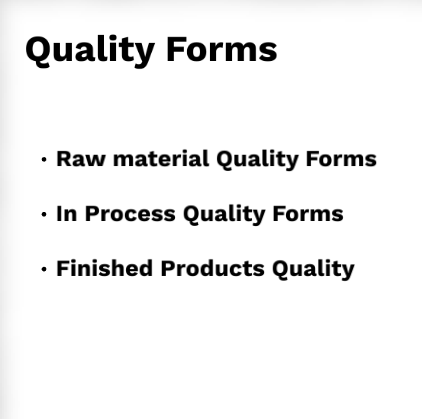 Quality Forms
• Raw material Quality Forms
• In Process Quality Forms
• Finished Products Quality